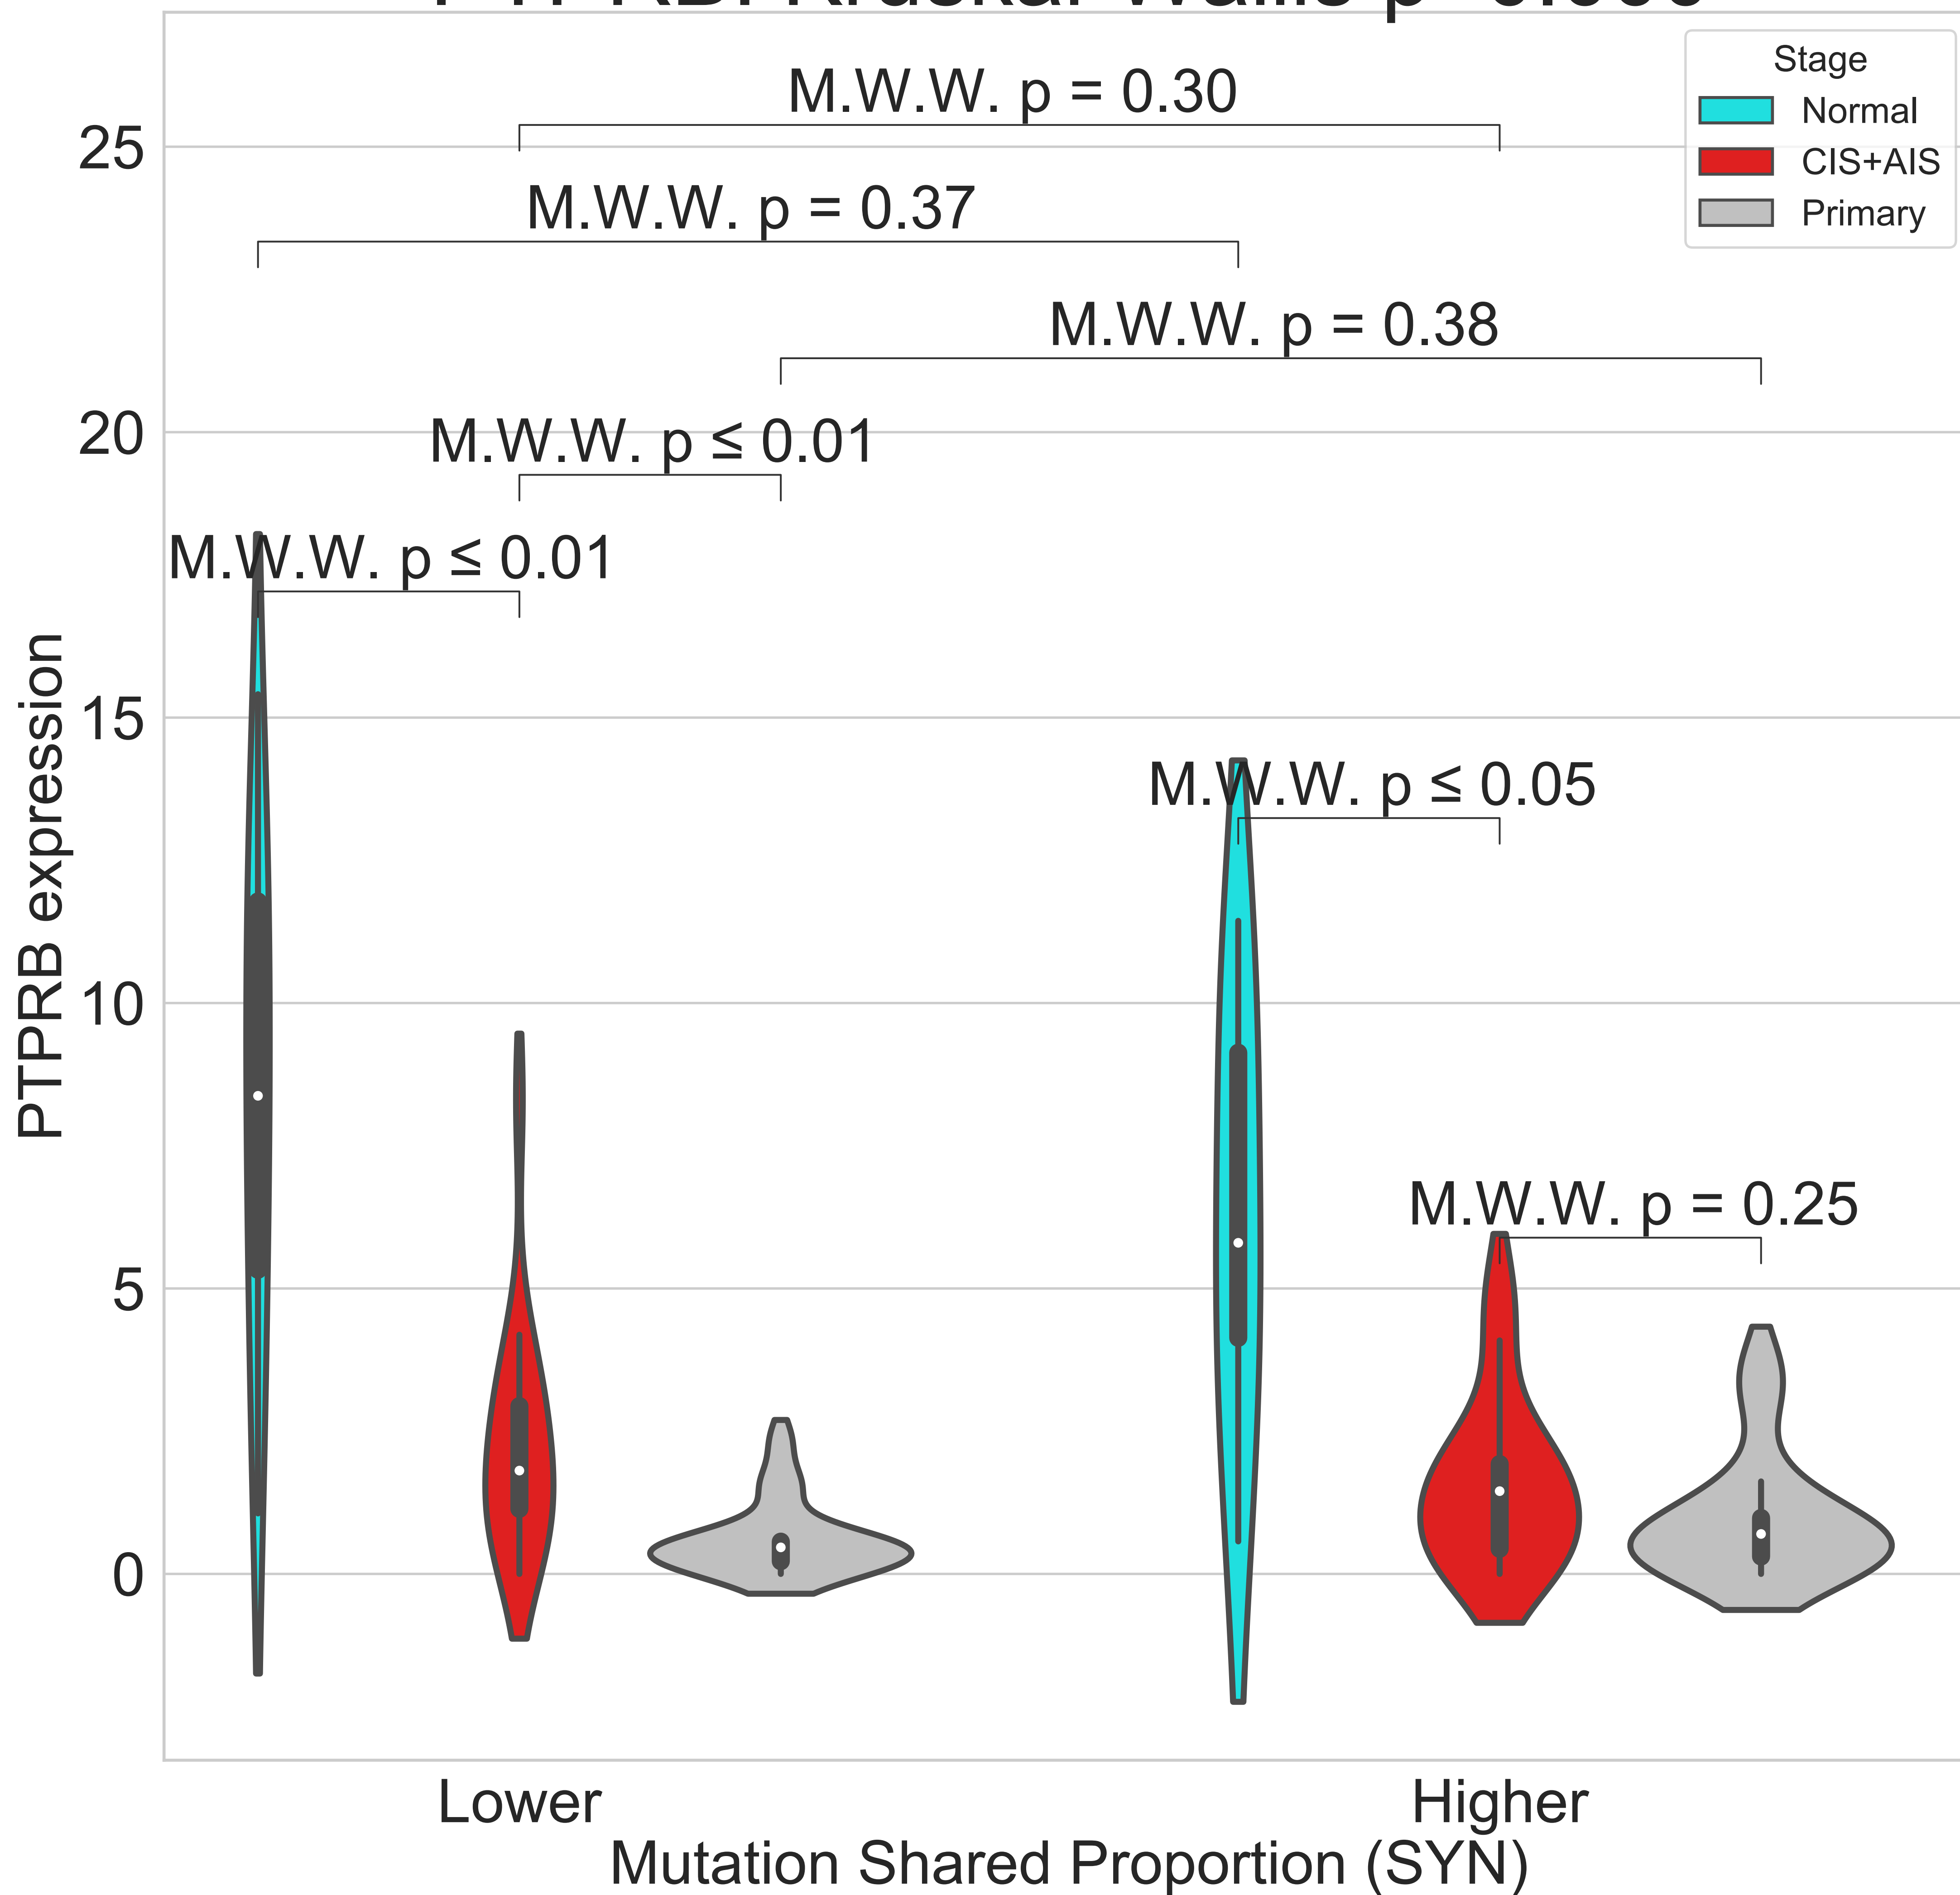 Stage
Normal
CIS+AIS
Primary
M.W.W. p = 0.30
M.W.W. p = 0.37
M.W.W. p = 0.38
M.W.W. p ≤ 0.01
M.W.W. p ≤ 0.01
M.W.W. p ≤ 0.05
M.W.W. p = 0.25
25
20
15
10
5
0
PTPRB expression
Lower
Higher
Mutation Shared Proportion (SYN)